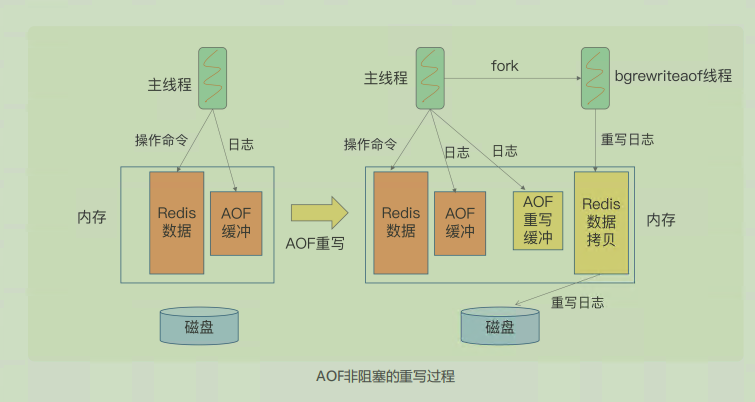 主线程
操作命令
日志
内存
Redis
数据
AOF
缓冲
磁盘
AOF重写
主线程
fork
bgrewriteaof线程
操作命令
日志
日志
重写日志
Redis
数据
AOF
缓冲
AOF
重写
缓冲
Redis
数据
拷贝
内存
重写日志
磁盘
AOF非阻塞的重写过程